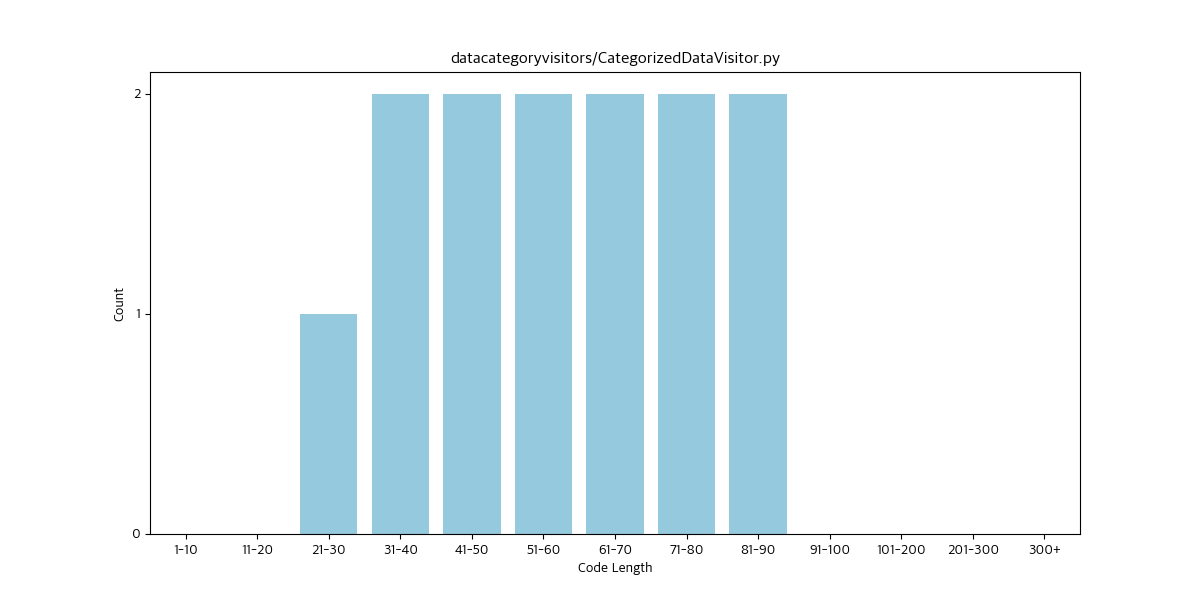 datacategoryvisitors/CategorizedDataVisitor.py
2
1
0
Count
1-10 11-20 21-30 31-40 41-50 51-60 61-70 71-80 81-90 91-100 101-200 201-300 300+
Code Length